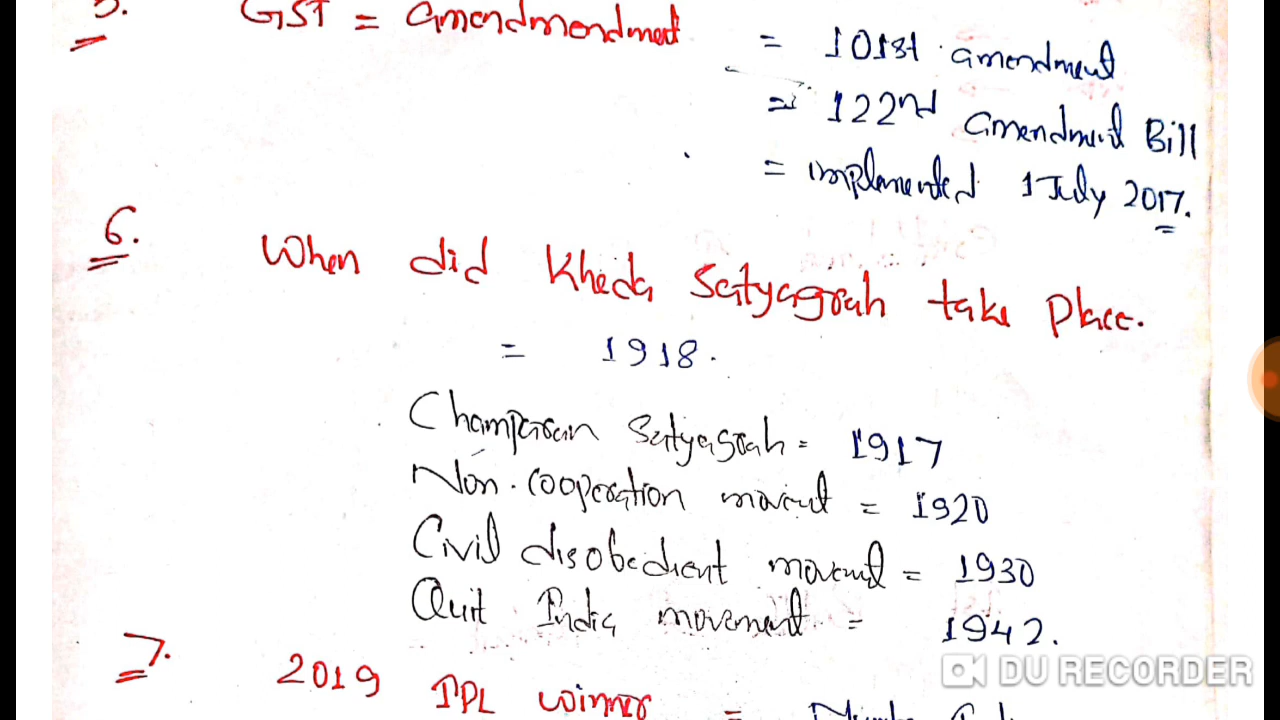 5. GST = amendmendment
= 101st amendment
= 122nd amendment Bill
= implemented 1 July 2017.
6. When did Kheda Satyagrah take place.
= 1918.
Champaran Satyagrah = 1917
Non-cooperation movement = 1920
Civil disobedient movement = 1930
Quit India movement = 1942.
7. 2019 IPL winner =
DU RECORDER